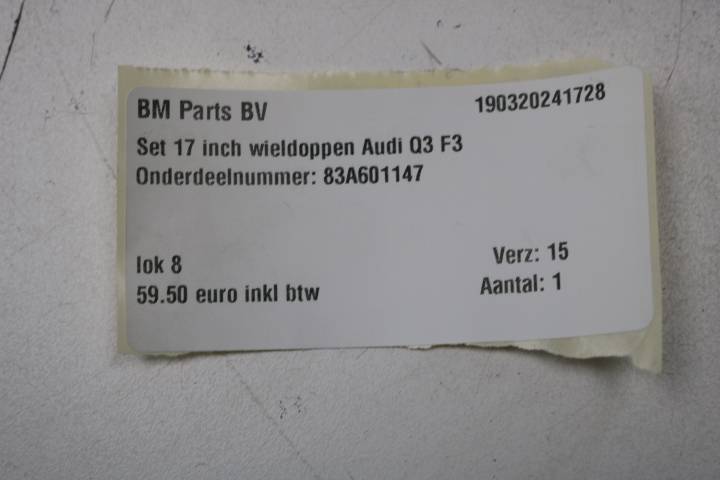 BM Parts BV 190320241728
Set 17 inch wieldoppen Audi Q3 F3
Onderdeelnummer: 83A601147
lok 8 Verz: 15
59.50 euro inkl btw Aantal: 1